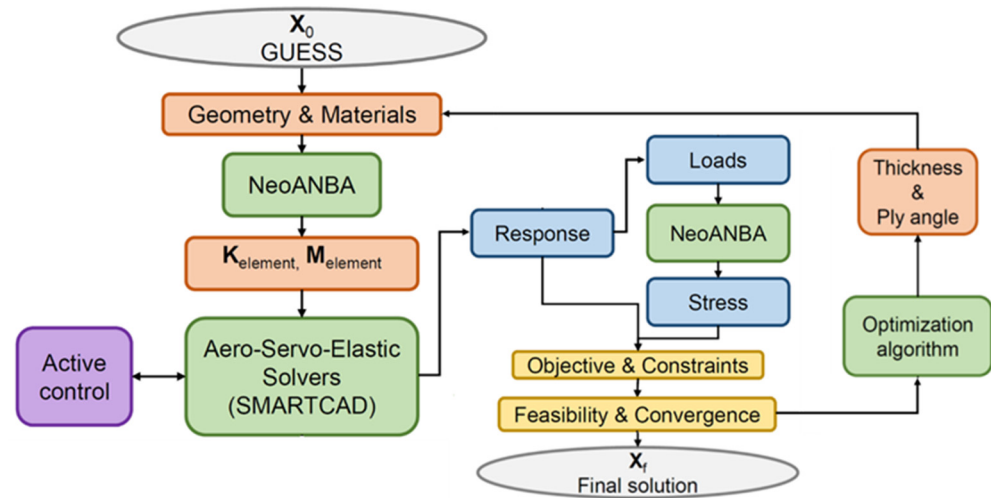 X0
GUESS
Geometry & Materials
NeoANBA
Kelement, Melement
Aero-Servo-Elastic
Solvers
(SMARTCAD)
Active
control
Response
Loads
NeoANBA
Stress
Objective & Constraints
Feasibility & Convergence
Xf
Final solution
Optimization
algorithm
Thickness
&
Ply angle